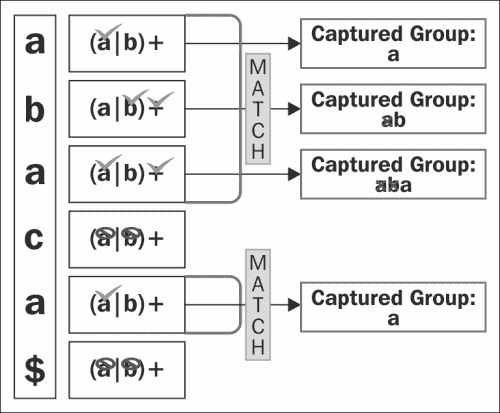 a (a|b)+ Captured Group:
a
b (a|b)+ Captured Group:
ab
a (a|b)+ Captured Group:
aba
MATCH
c (a|b)+
a (a|b)+ Captured Group:
a
MATCH
$ (a|b)+